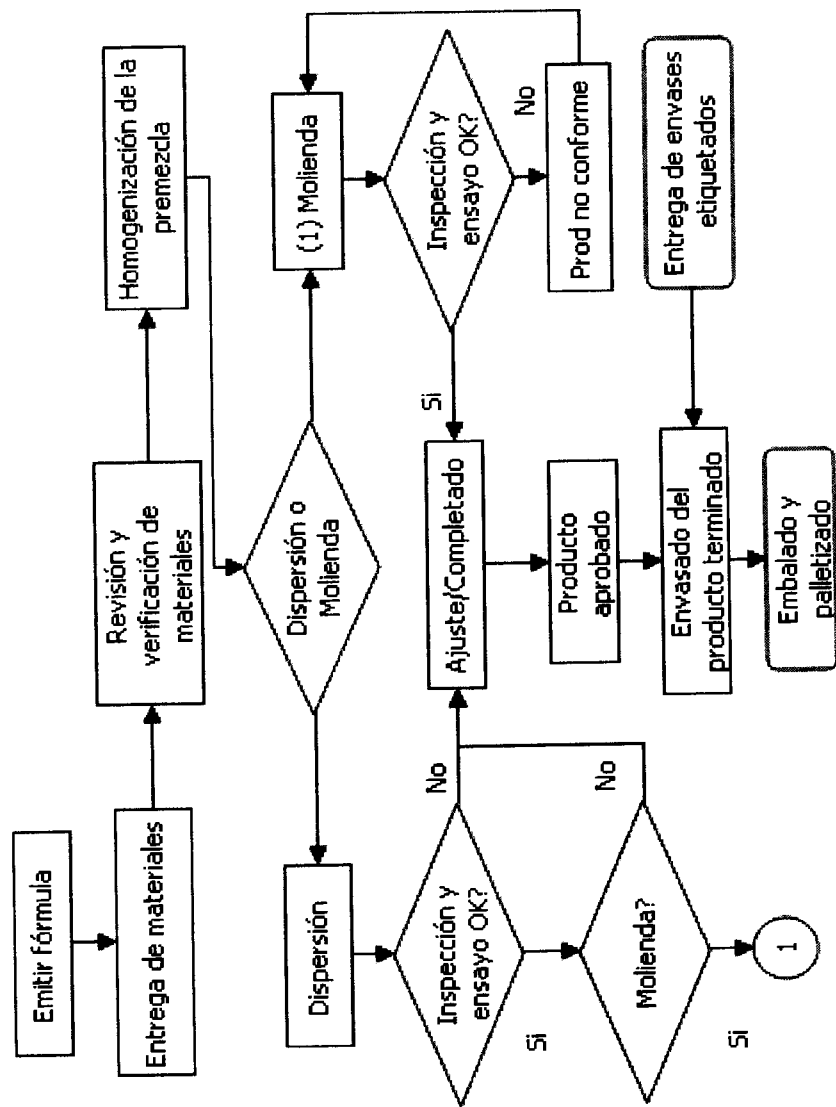 Emitir fórmula
Entrega de materiales
Revisión y
verificación de
materiales
Homogenización de la
premezcla
Dispersión o
Molienda
Dispersión
(1) Molienda
Inspección y
ensayo OK?
No
Si
Inspección y
ensayo OK?
Si
No
Ajuste/Completado
Molienda?
No
Si
1
Prod no conforme
Producto
aprobado
Entrega de envases
etiquetados
Envasado del
producto terminado
Embalado y
palletizado